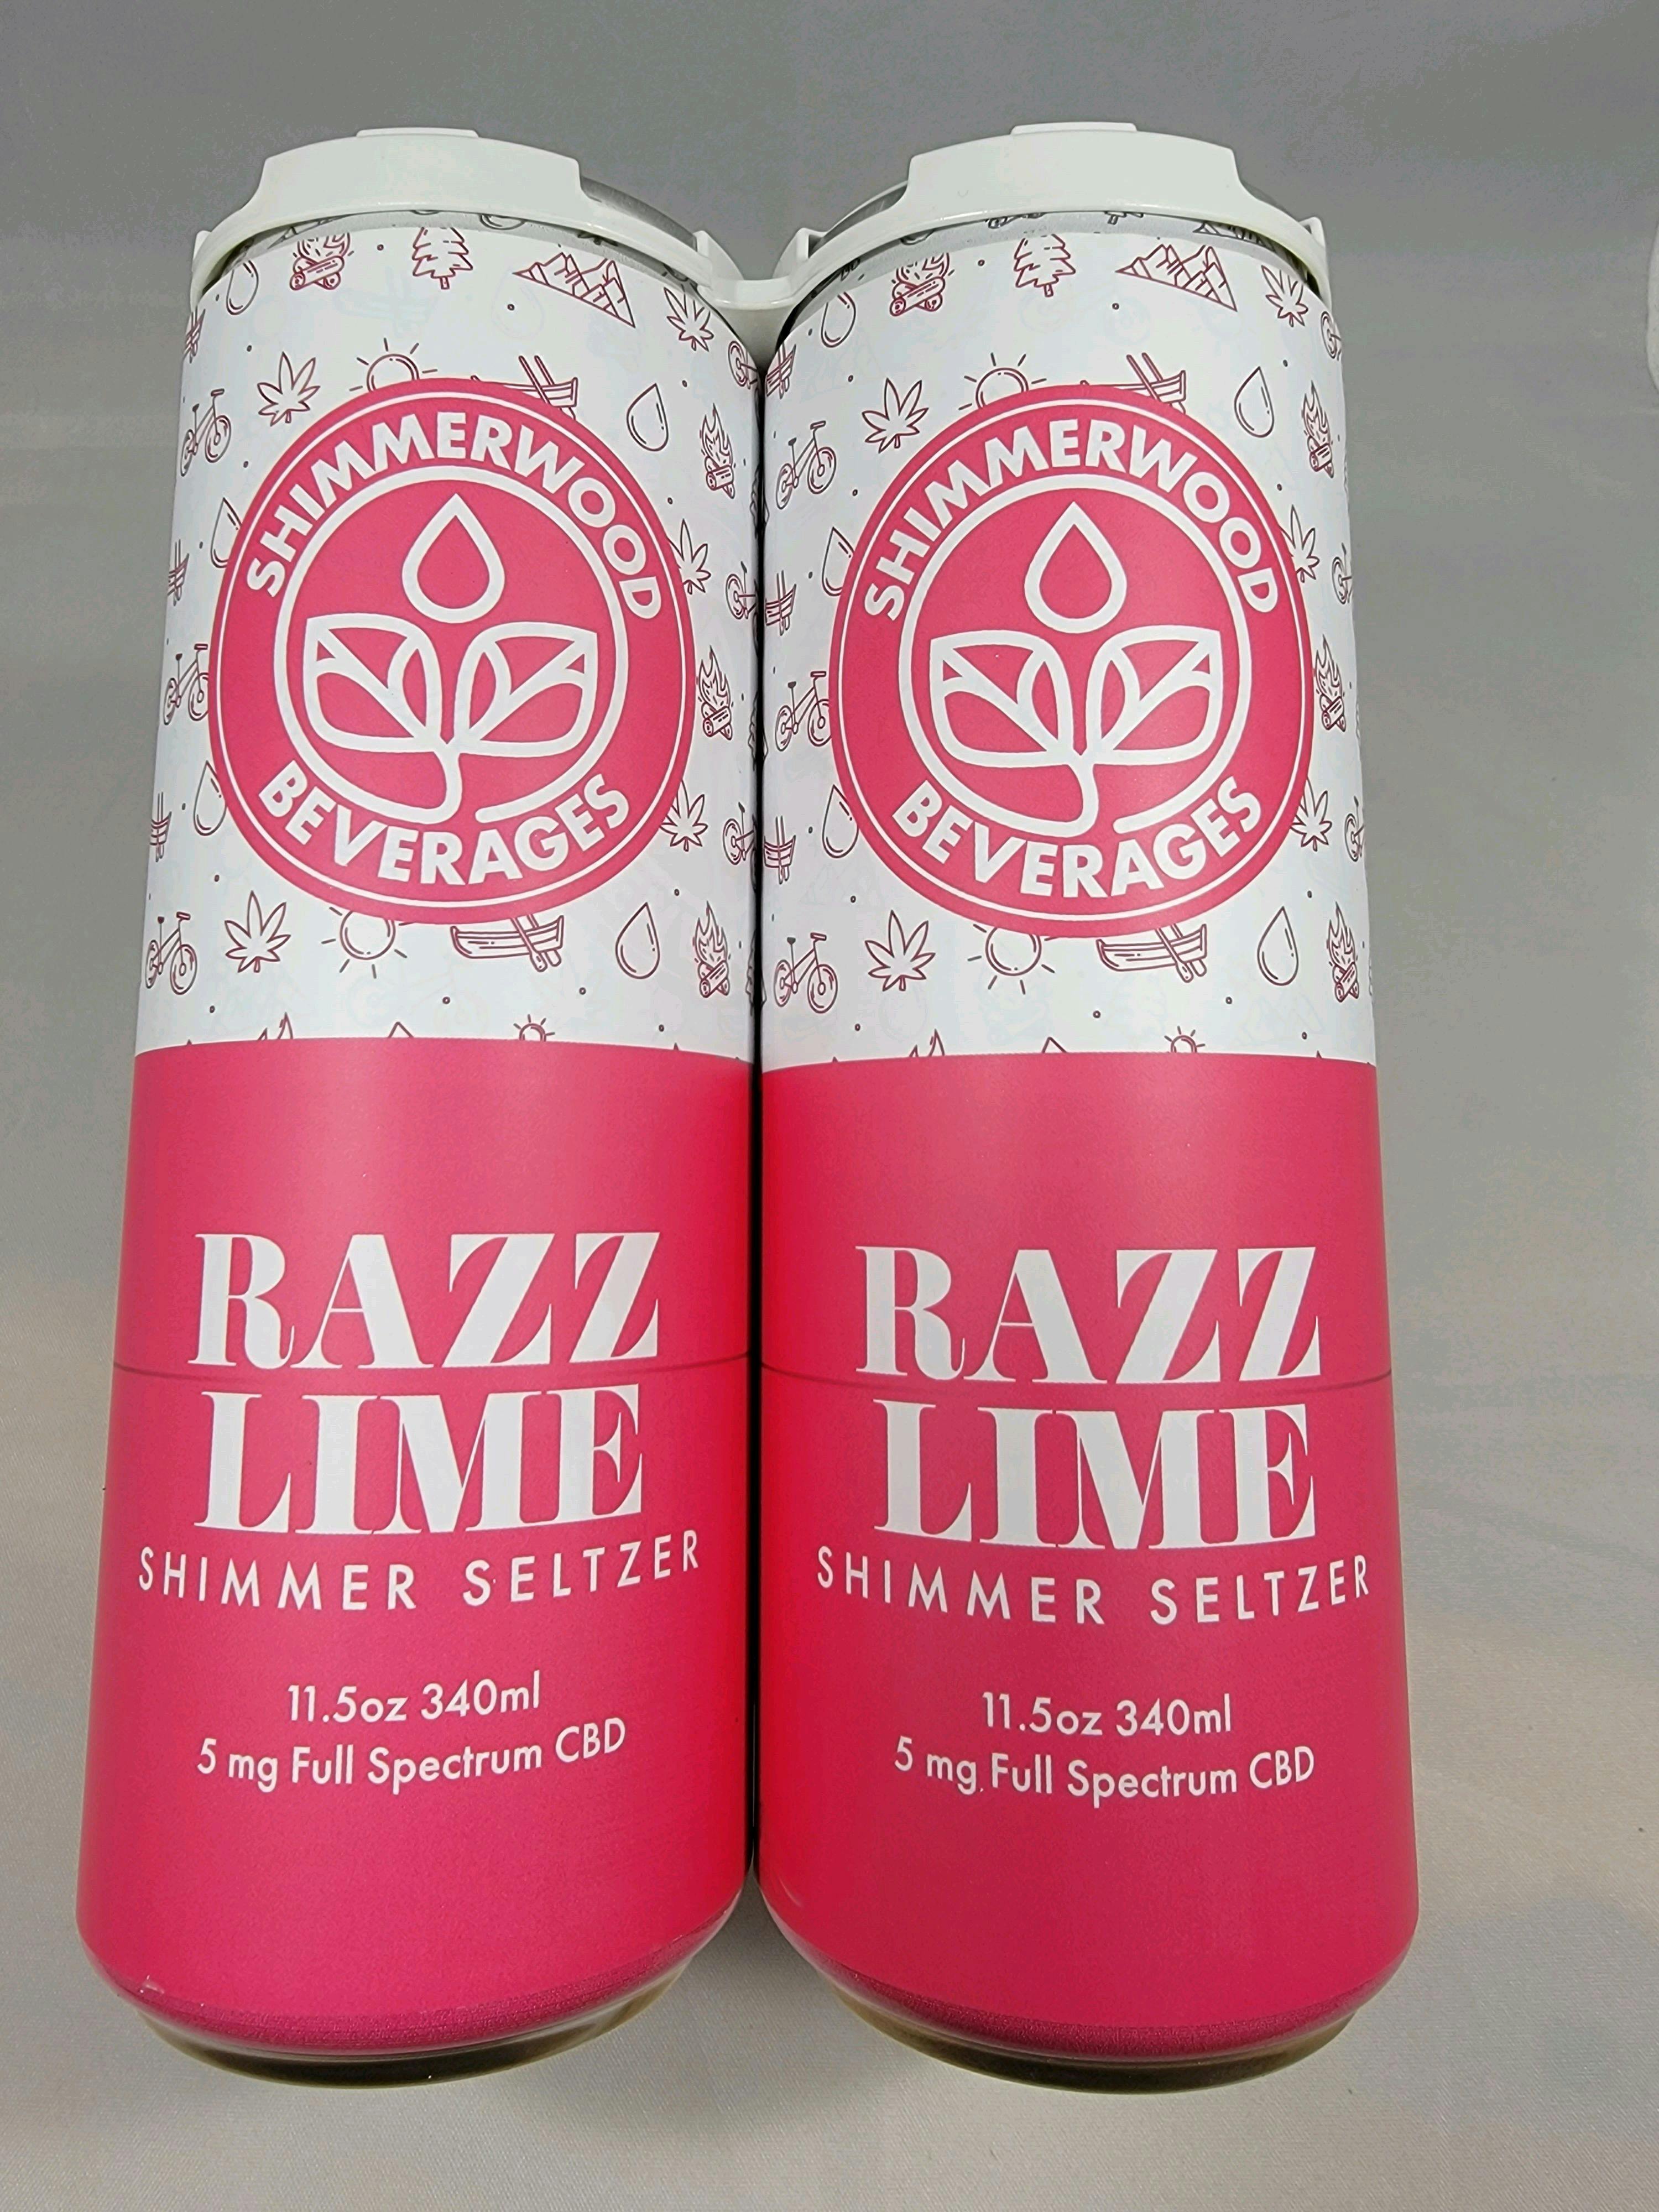 SHIMMERWOOD
BEVERAGES
RAZZ
LIME
SHIMMER SELTZER
11.5oz 340ml
5 mg Full Spectrum CBD
SHIMMERWOOD
BEVERAGES
RAZZ
LIME
SHIMMER SELTZER
11.5oz 340ml
5 mg Full Spectrum CBD